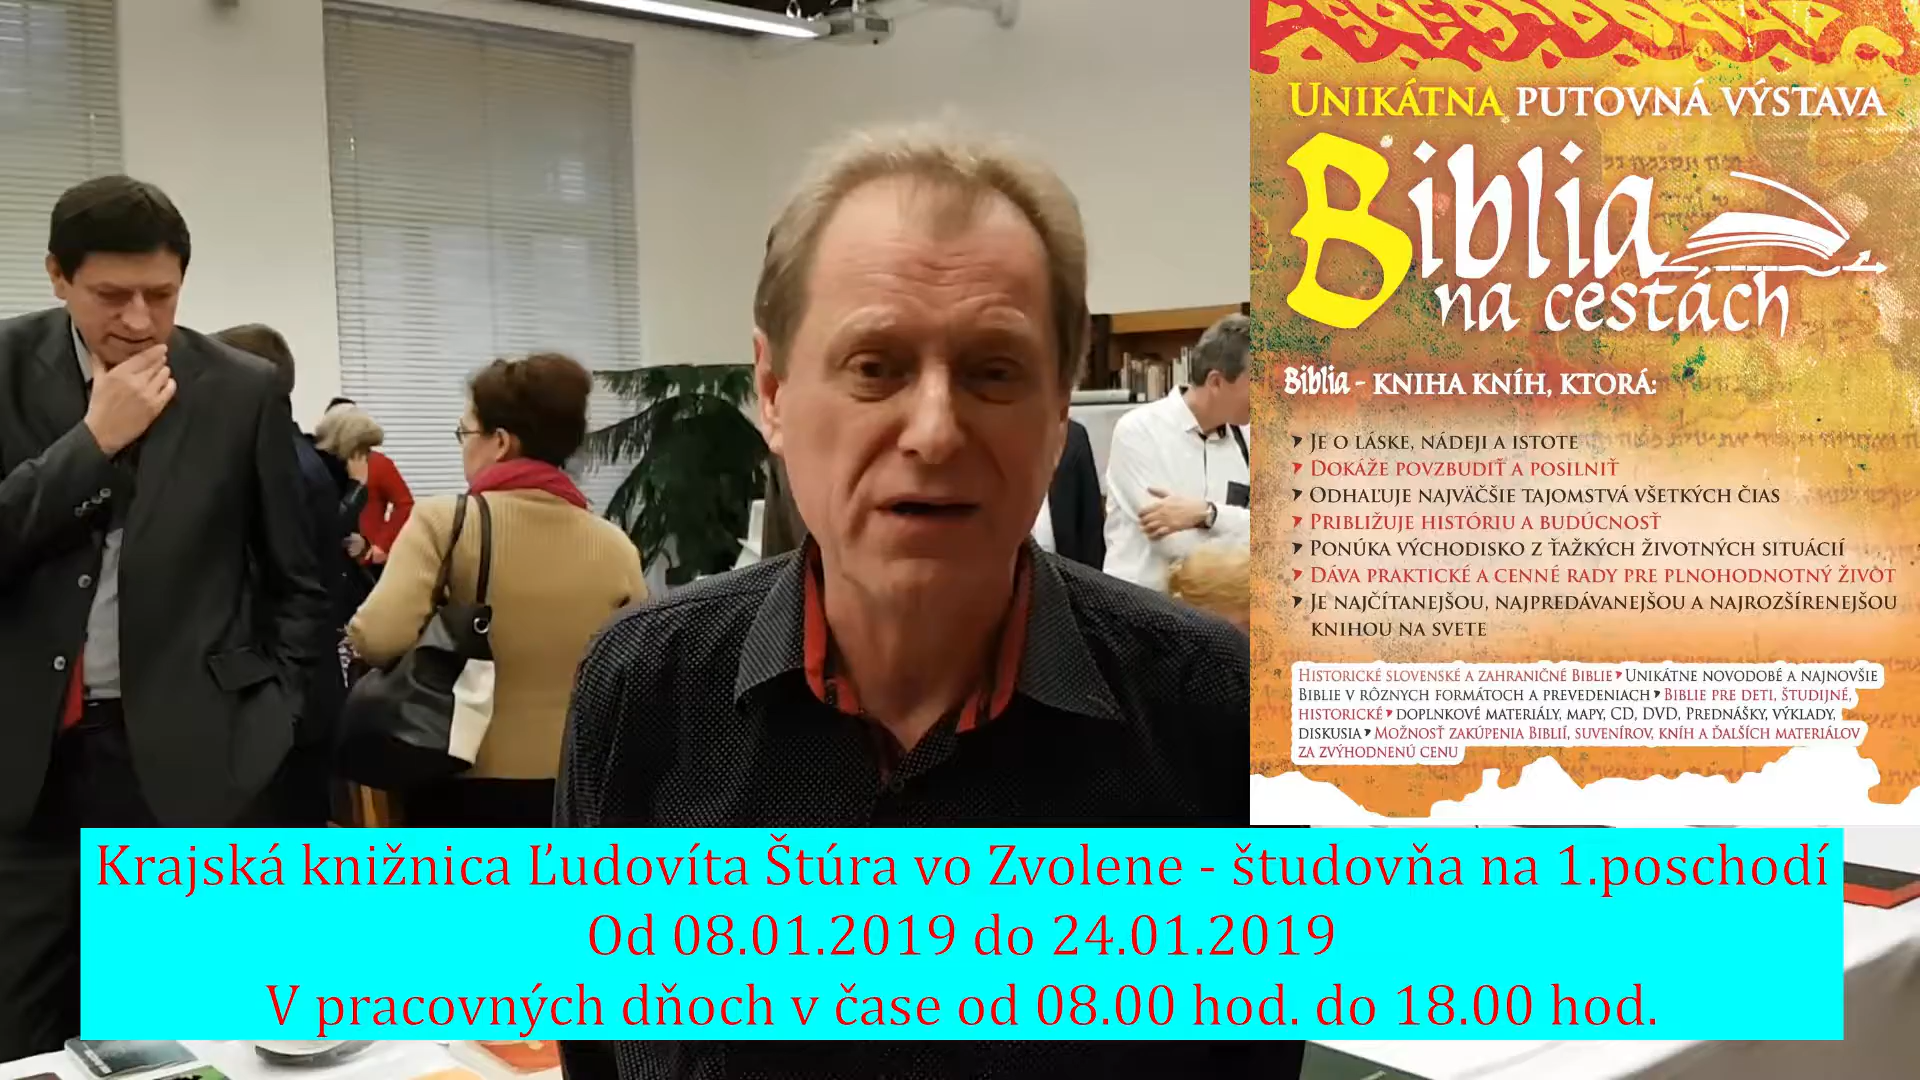 UNIKÁTNA PUTOVNÁ VÝSTAVA
Biblia
na cestách
Biblia - KNIHA KNÍH, KTORÁ:
JE O LÁSKE, NÁDEJI A ISTOTE
DOKÁŽE POVZBUDIŤ A POSILNIŤ
ODHAĽUJE NAJVÄČŠIE TAJOMSTVÁ VŠETKÝCH ČIAS
PRIBLIŽUJE HISTÓRIU A BUDÚCNOSŤ
PONÚKA VÝCHODISKO Z ŤAŽKÝCH ŽIVOTNÝCH SITUÁCIÍ
DÁVA PRAKTICKÉ A CENNÉ RADY PRE PLNOHODNOTNÝ ŽIVOT
JE NAJČÍTANEJŠOU, NAJPREDÁVANEJŠOU A NAJROZŠÍRENEJŠOU
KNIHOU NA SVETE
HISTORICKÉ SLOVENSKÉ A ZAHRANIČNÉ BIBLIE UNIKÁTNE NOVODOBÉ A NAJNOVŠIE
BIBLIE V RÔZNYCH FORMÁTOCH A PREVEDENIACH BIBLIE PRE DETI, ŠTUDIJNÉ,
HISTORICKÉ DOPLNKOVÉ MATERIÁLY, MAPY, CD, DVD, PREDNÁŠKY, VÝKLADY,
DISKUSIA MOŽNOSŤ ZAKÚPENIA BIBLIÍ, SUVENÍROV, KNÍH A ĎALŠÍCH MATERIÁLOV
ZA ZVÝHODNENÚ CENU
Krajská knižnica Ľudovíta Štúra vo Zvolene - študovňa na 1.poschodí
Od 08.01.2019 do 24.01.2019
V pracovných dňoch v čase od 08.00 hod. do 18.00 hod.